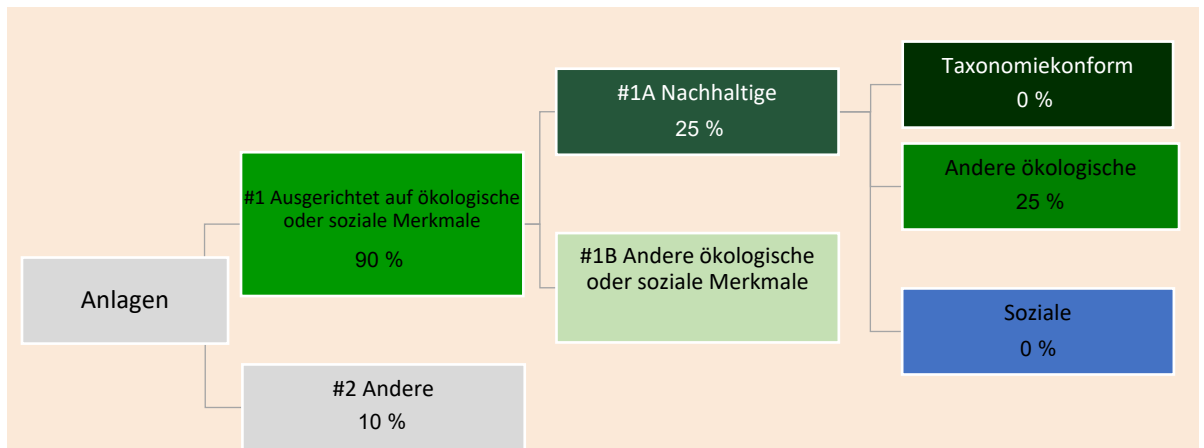 Anlagen
#1 Ausgerichtet auf ökologische
oder soziale Merkmale
90 %
#2 Andere
10 %
#1A Nachhaltige
25 %
#1B Andere ökologische
oder soziale Merkmale
Taxonomiekonform
0 %
Andere ökologische
25 %
Soziale
0 %